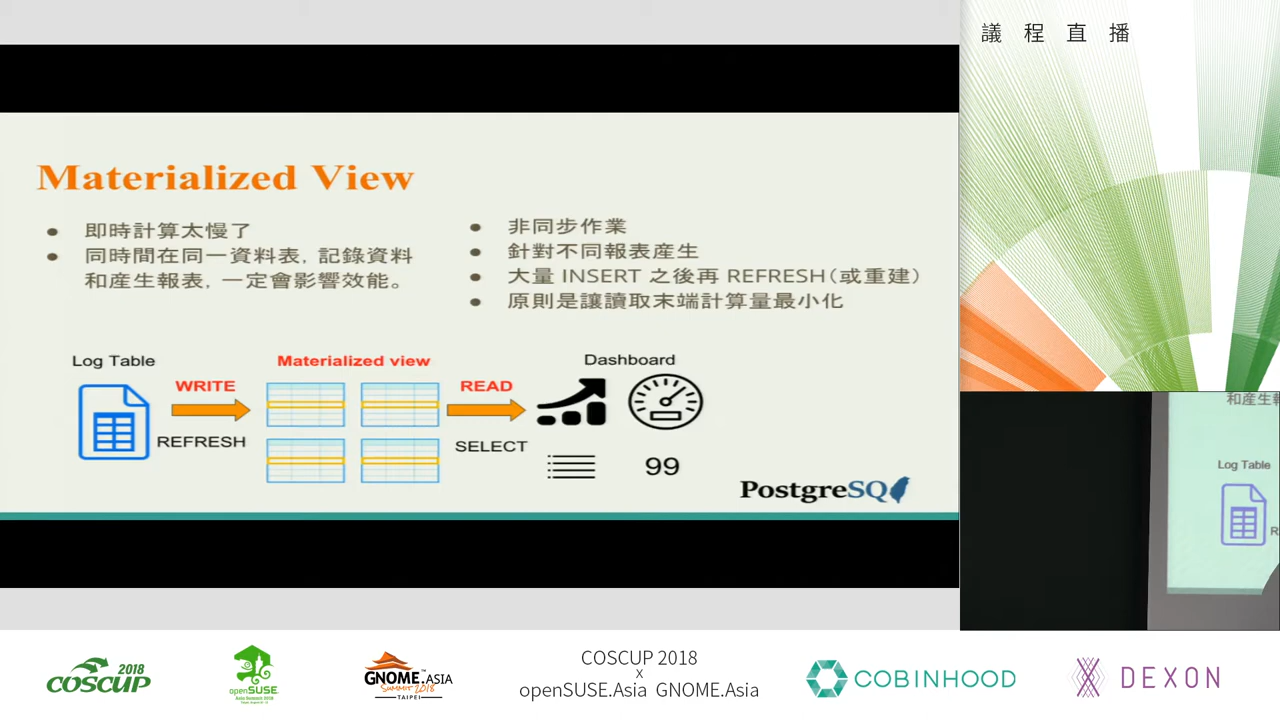 議程直播
Materialized View
● 即時計算太慢了
● 同時間在同一資料表, 記錄資料
和產生報表, 一定會影響效能。
● 非同步作業
● 針對不同報表產生
● 大量 INSERT 之後再 REFRESH（或重建）
● 原則是讓讀取末端計算量最小化
Log Table
WRITE
REFRESH
Materialized view
READ
SELECT
Dashboard
99
PostgreSQ
和產生
Log Table
R
2018
COSCUP
openSUSE
GNOME.ASIA
SUMMIT 2018
TAIPEI
COSCUP 2018
x
openSUSE.Asia GNOME.Asia
COBINHOOD
DEXON